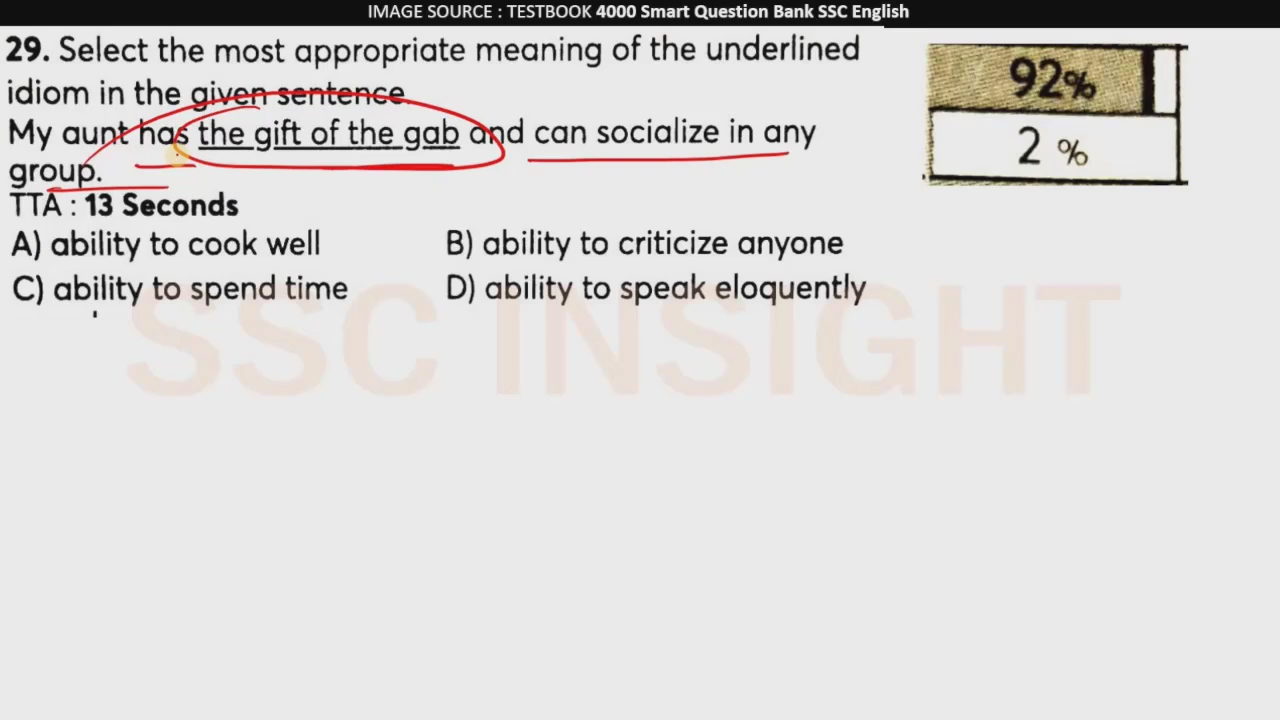 IMAGE SOURCE : TESTBOOK 4000 Smart Question Bank SSC English
29. Select the most appropriate meaning of the underlined
idiom in the given sentence.
My aunt has the gift of the gab and can socialize in any
group.
TTA : 13 Seconds
A) ability to cook well
B) ability to criticize anyone
C) ability to spend time
D) ability to speak eloquently
92%
2 %
SSC INSIGHT